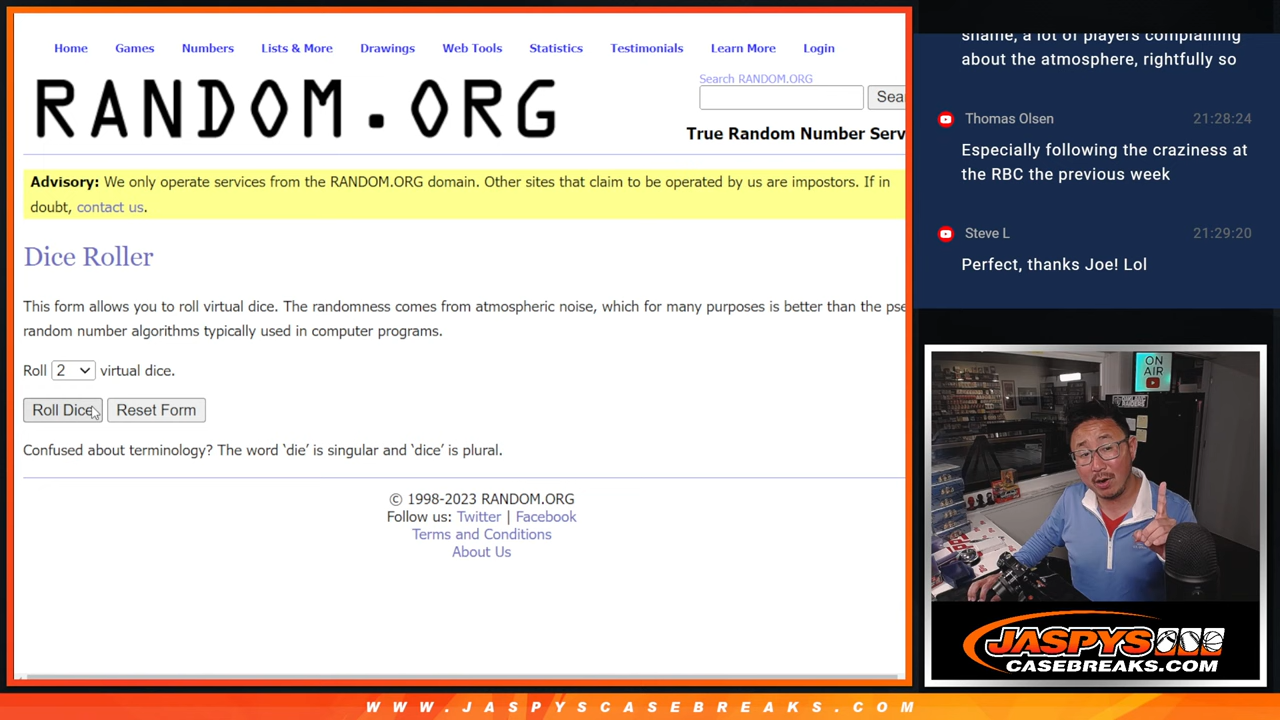 Home Games Numbers Lists & More Drawings Web Tools Statistics Testimonials Learn More Login
RANDOM.ORG
Search RANDOM.ORG
True Random Number Serv
Advisory: We only operate services from the RANDOM.ORG domain. Other sites that claim to be operated by us are impostors. If in
doubt, contact us.
Dice Roller
This form allows you to roll virtual dice. The randomness comes from atmospheric noise, which for many purposes is better than the pse
random number algorithms typically used in computer programs.
Roll 2 virtual dice.
Roll Dice Reset Form
Confused about terminology? The word ‘die’ is singular and ‘dice’ is plural.
© 1998-2023 RANDOM.ORG
Follow us: Twitter | Facebook
Terms and Conditions
About Us
shame, a lot of players complaining
about the atmosphere, rightfully so
Thomas Olsen 21:28:24
Especially following the craziness at
the RBC the previous week
Steve L 21:29:20
Perfect, thanks Joe! Lol
ON
AIR
JASPYS
CASEBREAKS.COM
WWW.JASPYSCASEBREAKS.COM